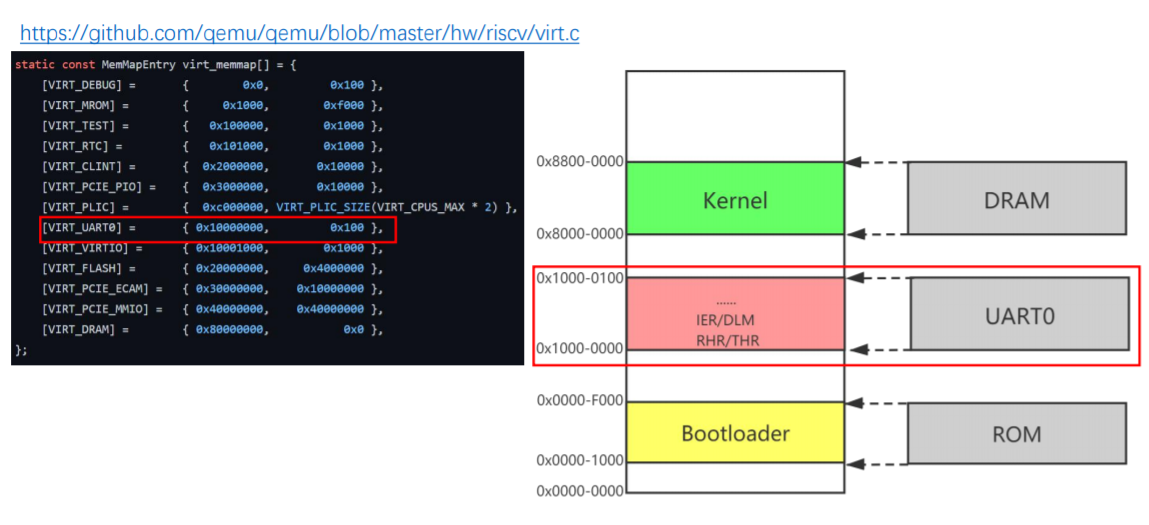 https://github.com/qemu/qemu/blob/master/hw/riscv/virt.c
static const MemMapEntry virt_memmap[] = {
[VIRT_DEBUG] = { 0x0, 0x100 },
[VIRT_MROM] = { 0x1000, 0xf000 },
[VIRT_TEST] = { 0x100000, 0x1000 },
[VIRT_RTC] = { 0x101000, 0x1000 },
[VIRT_CLINT] = { 0x2000000, 0x10000 },
[VIRT_PCIE_PIO] = { 0x3000000, 0x10000 },
[VIRT_PLIC] = { 0xc000000, VIRT_PLIC_SIZE(VIRT_CPUS_MAX * 2) },
[VIRT_UART0] = { 0x10000000, 0x100 },
[VIRT_VIRTIO] = { 0x10001000, 0x1000 },
[VIRT_FLASH] = { 0x20000000, 0x4000000 },
[VIRT_PCIE_ECAM] = { 0x30000000, 0x10000000 },
[VIRT_PCIE_MMIO] = { 0x40000000, 0x40000000 },
[VIRT_DRAM] = { 0x80000000, 0x0 },
};
0x8800-0000
Kernel DRAM
0x8000-0000
0x1000-0100
......
IER/DLM UART0
RHR/THR
0x1000-0000
0x0000-F000
Bootloader ROM
0x0000-1000
0x0000-0000